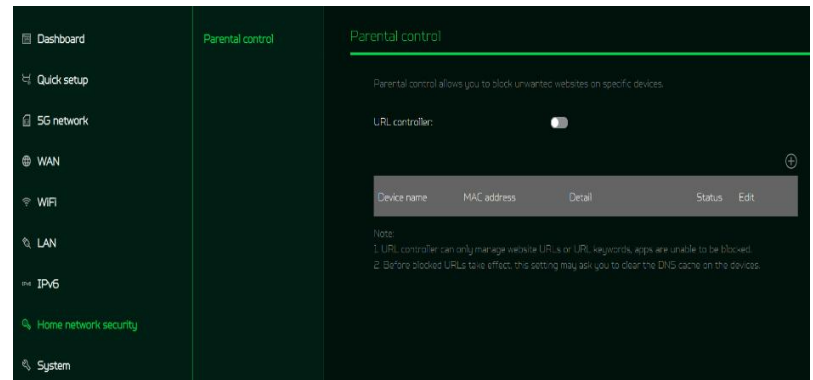 Dashboard
Quick setup
5G network
WAN
WiFi
LAN
IPv6
Home network security
System
Parental control
Parental control
Parental control allows you to block unwanted websites on specific devices.
URL controller:
Device name MAC address Detail Status Edit
Note:
1. URL controller can only manage website URLs or URL keywords, apps are unable to be blocked.
2. Before blocked URLs take effect, this setting may ask you to clear the DNS cache on the devices.